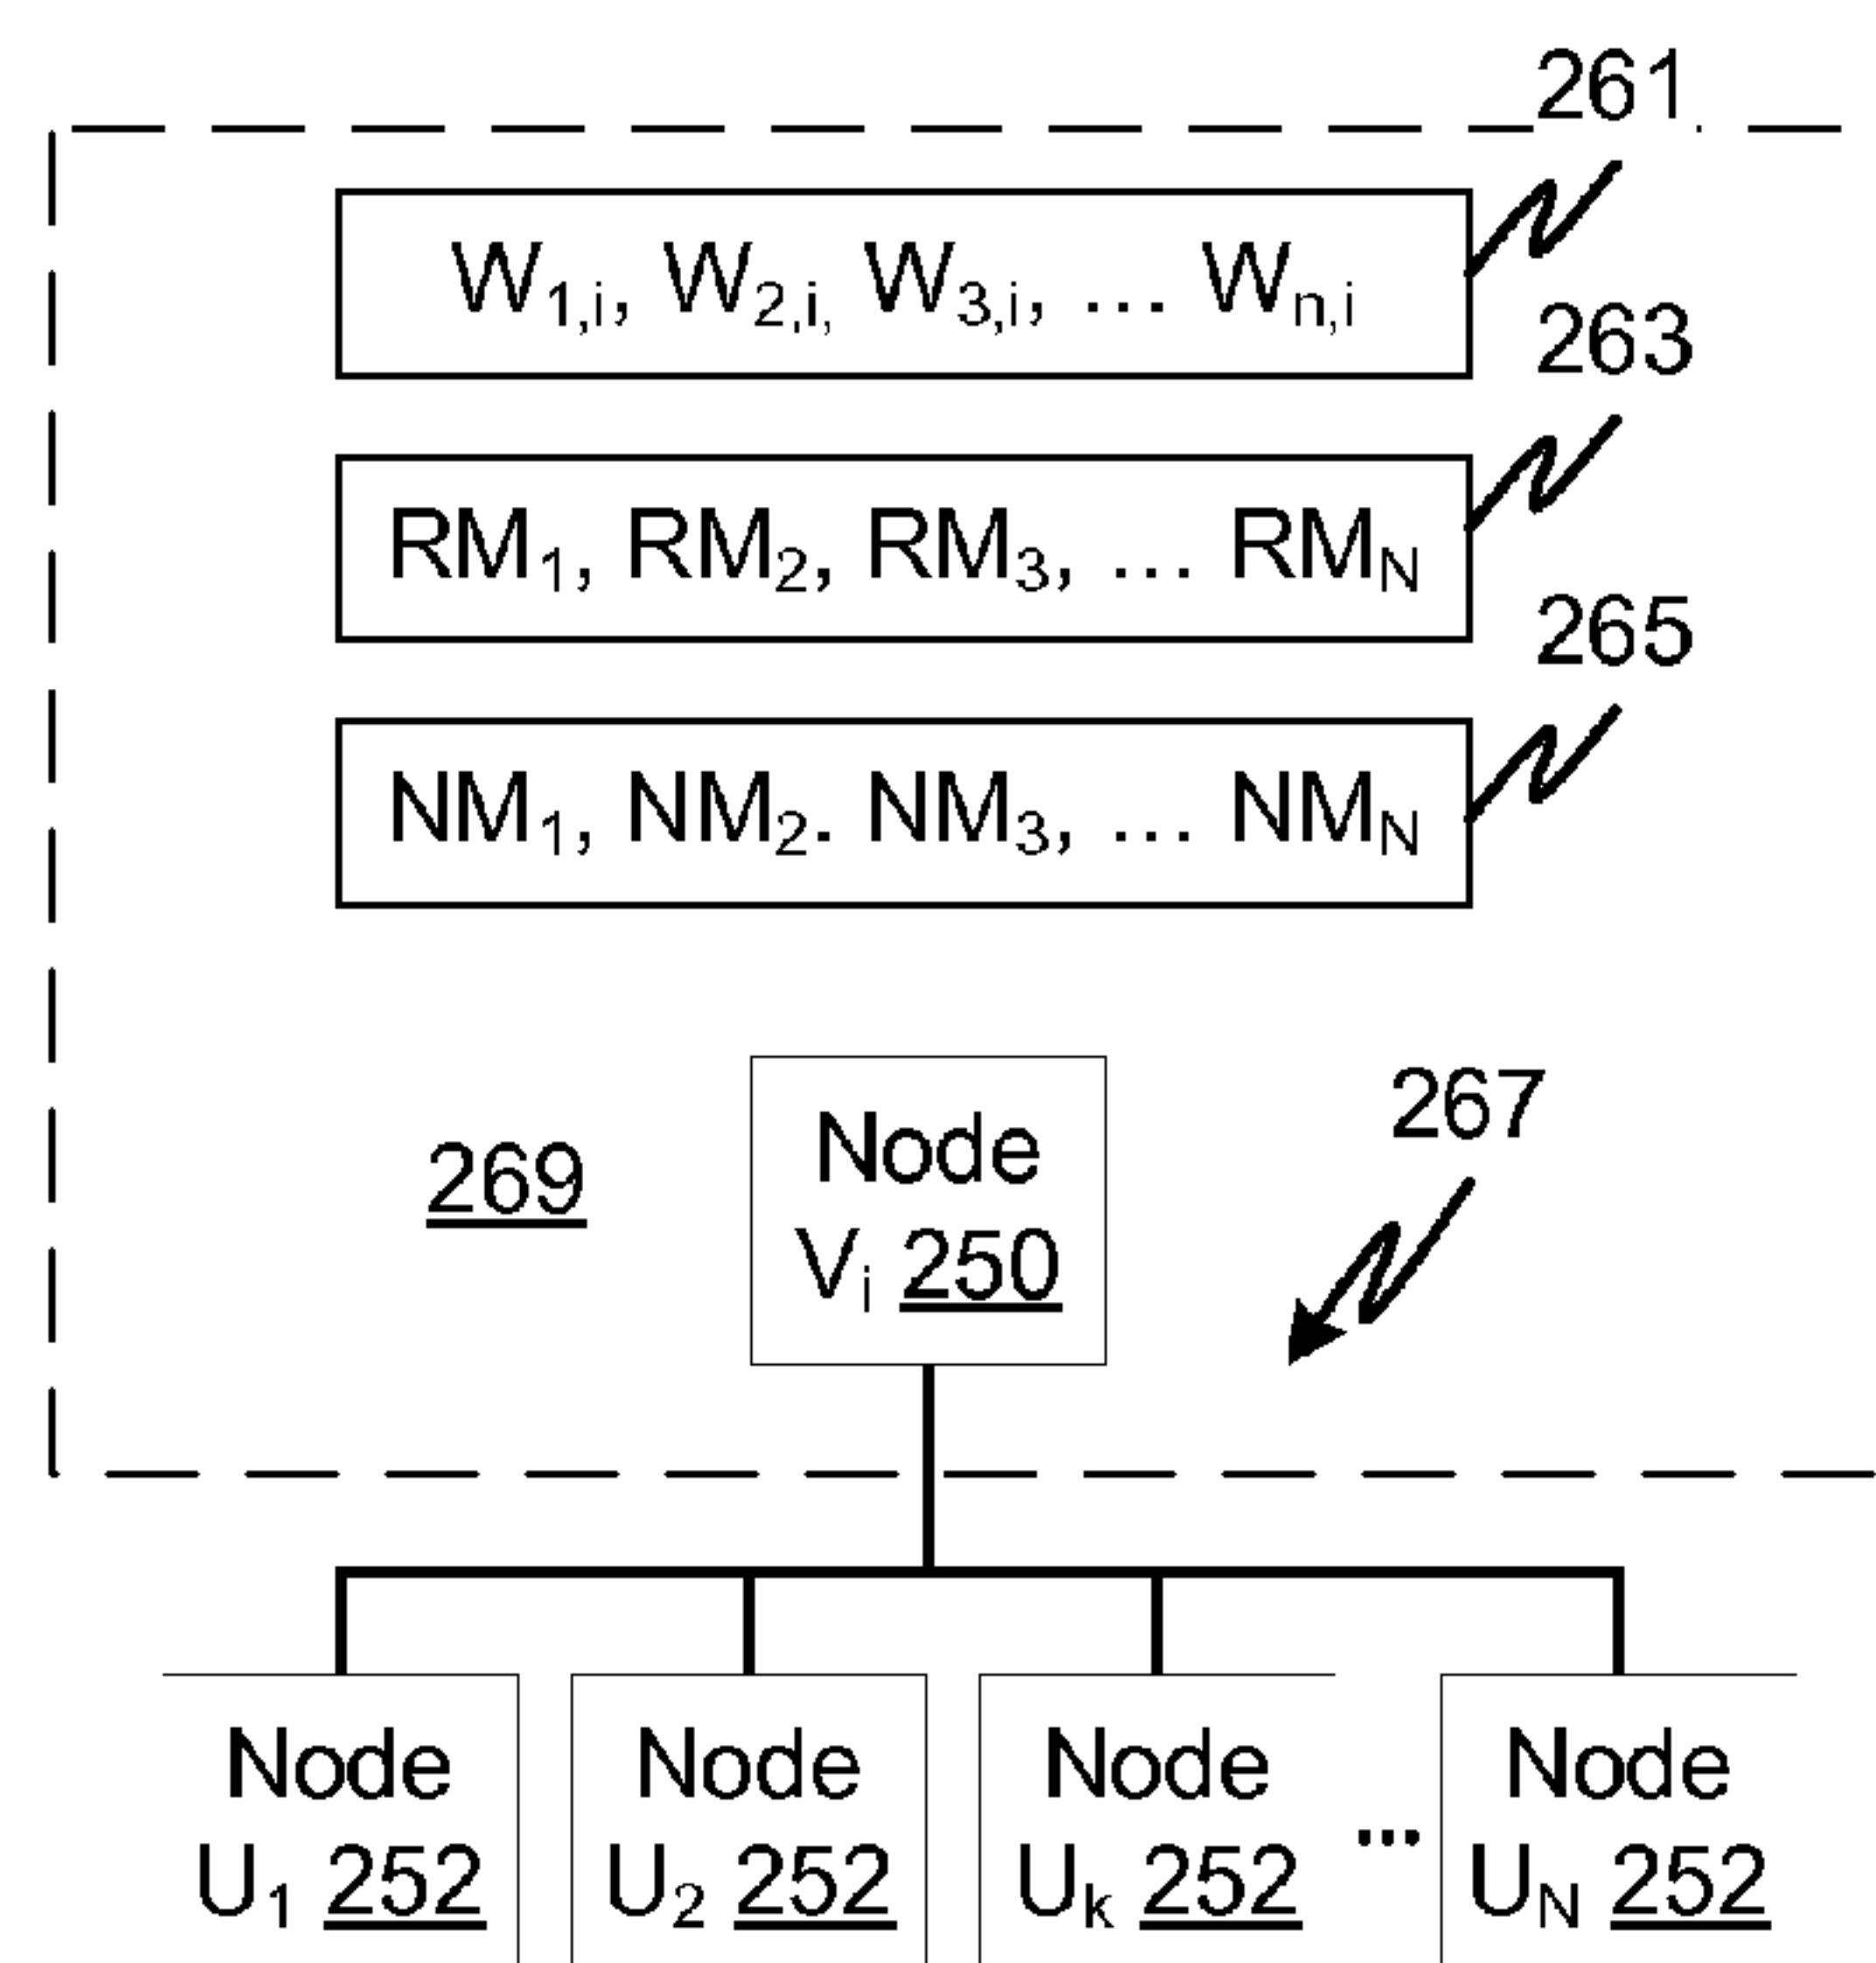 261
W1,i, W2,i, W3,i, ... Wn,i
263
RM1, RM2, RM3, ... RMN
265
NM1, NM2. NM3, ... NMN
267
269
Node
Vi 250
Node
U1 252
Node
U2 252
Node
Uk 252
...
Node
UN 252